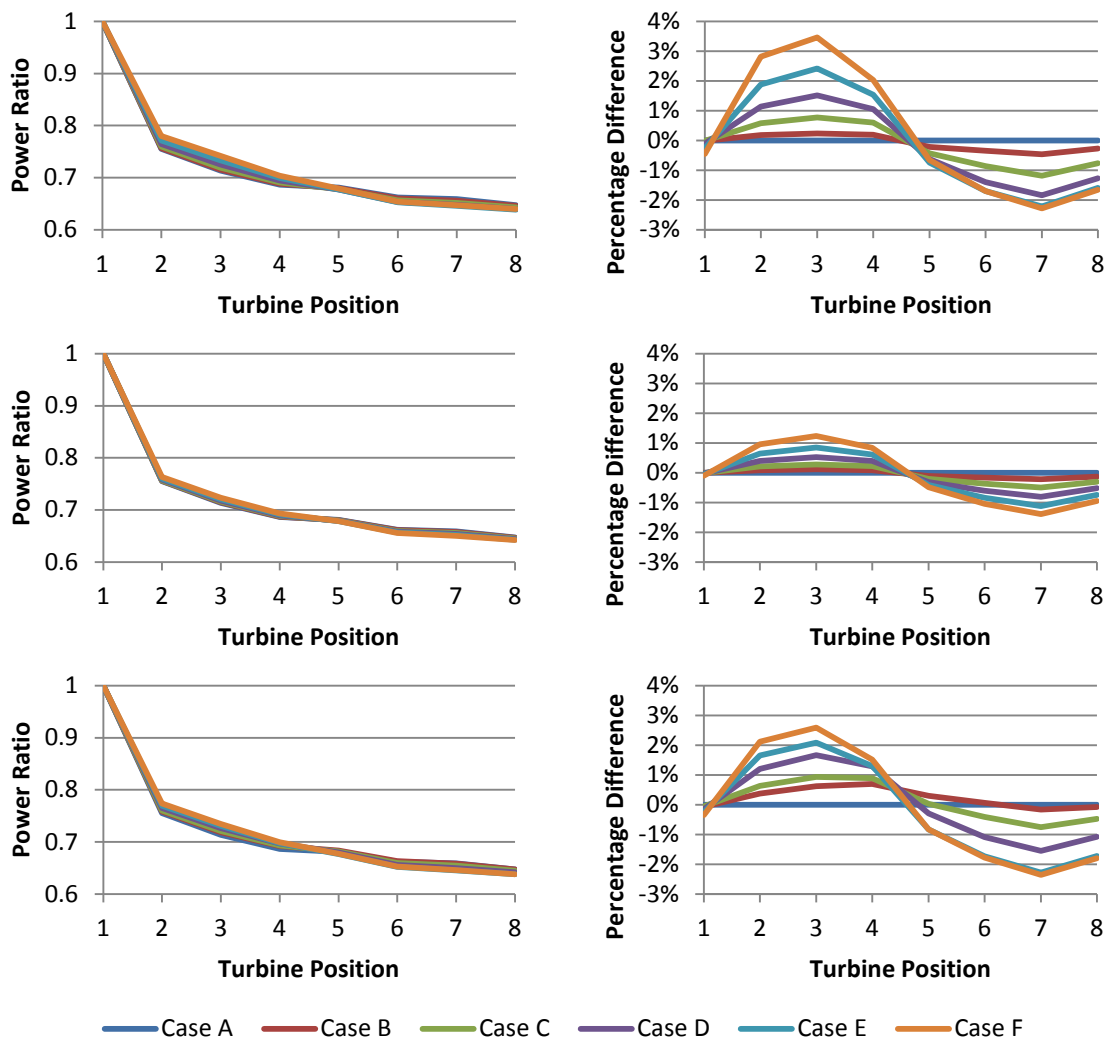 Power Ratio
1
0.9
0.8
0.7
0.6
1 2 3 4 5 6 7 8
Turbine Position
Percentage Difference
4%
3%
2%
1%
0%
-1%
-2%
-3%
1 2 3 4 5 6 7 8
Turbine Position
Power Ratio
1
0.9
0.8
0.7
0.6
1 2 3 4 5 6 7 8
Turbine Position
Percentage Difference
4%
3%
2%
1%
0%
-1%
-2%
-3%
1 2 3 4 5 6 7 8
Turbine Position
Power Ratio
1
0.9
0.8
0.7
0.6
1 2 3 4 5 6 7 8
Turbine Position
Percentage Difference
4%
3%
2%
1%
0%
-1%
-2%
-3%
1 2 3 4 5 6 7 8
Turbine Position
Case A Case B Case C Case D Case E Case F